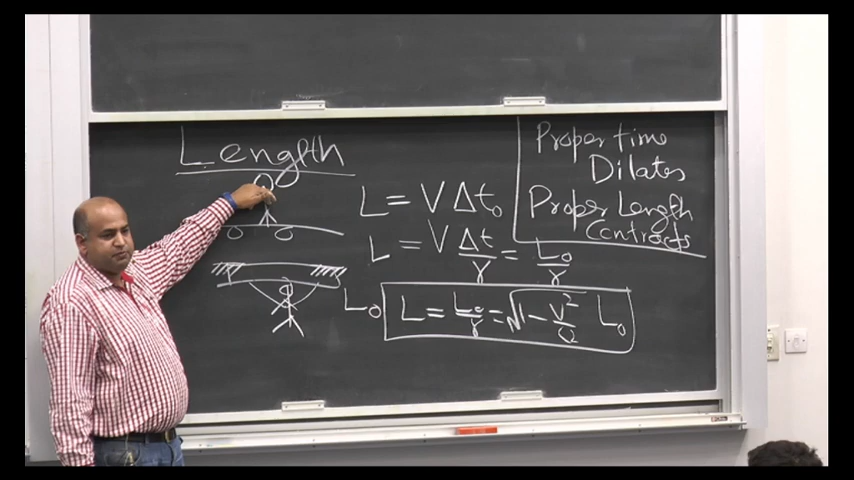 Length
L = V Δt₀
L = V Δt/γ = L₀/γ
L₀
L = L₀/γ = √1 - V²/C² L₀
Proper time
Dilates
Proper Length
Contracts